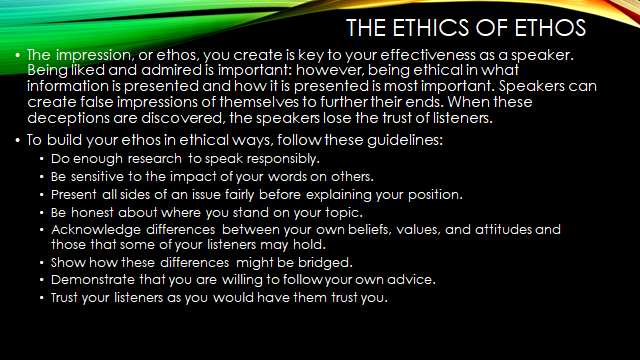 THE ETHICS OF ETHOS
• The impression, or ethos, you create is key to your effectiveness as a speaker.
Being liked and admired is important: however, being ethical in what
information is presented and how it is presented is most important. Speakers can
create false impressions of themselves to further their ends. When these
deceptions are discovered, the speakers lose the trust of listeners.
• To build your ethos in ethical ways, follow these guidelines:
• Do enough research to speak responsibly.
• Be sensitive to the impact of your words on others.
• Present all sides of an issue fairly before explaining your position.
• Be honest about where you stand on your topic.
• Acknowledge differences between your own beliefs, values, and attitudes and
those that some of your listeners may hold.
• Show how these differences might be bridged.
• Demonstrate that you are willing to follow your own advice.
• Trust your listeners as you would have them trust you.